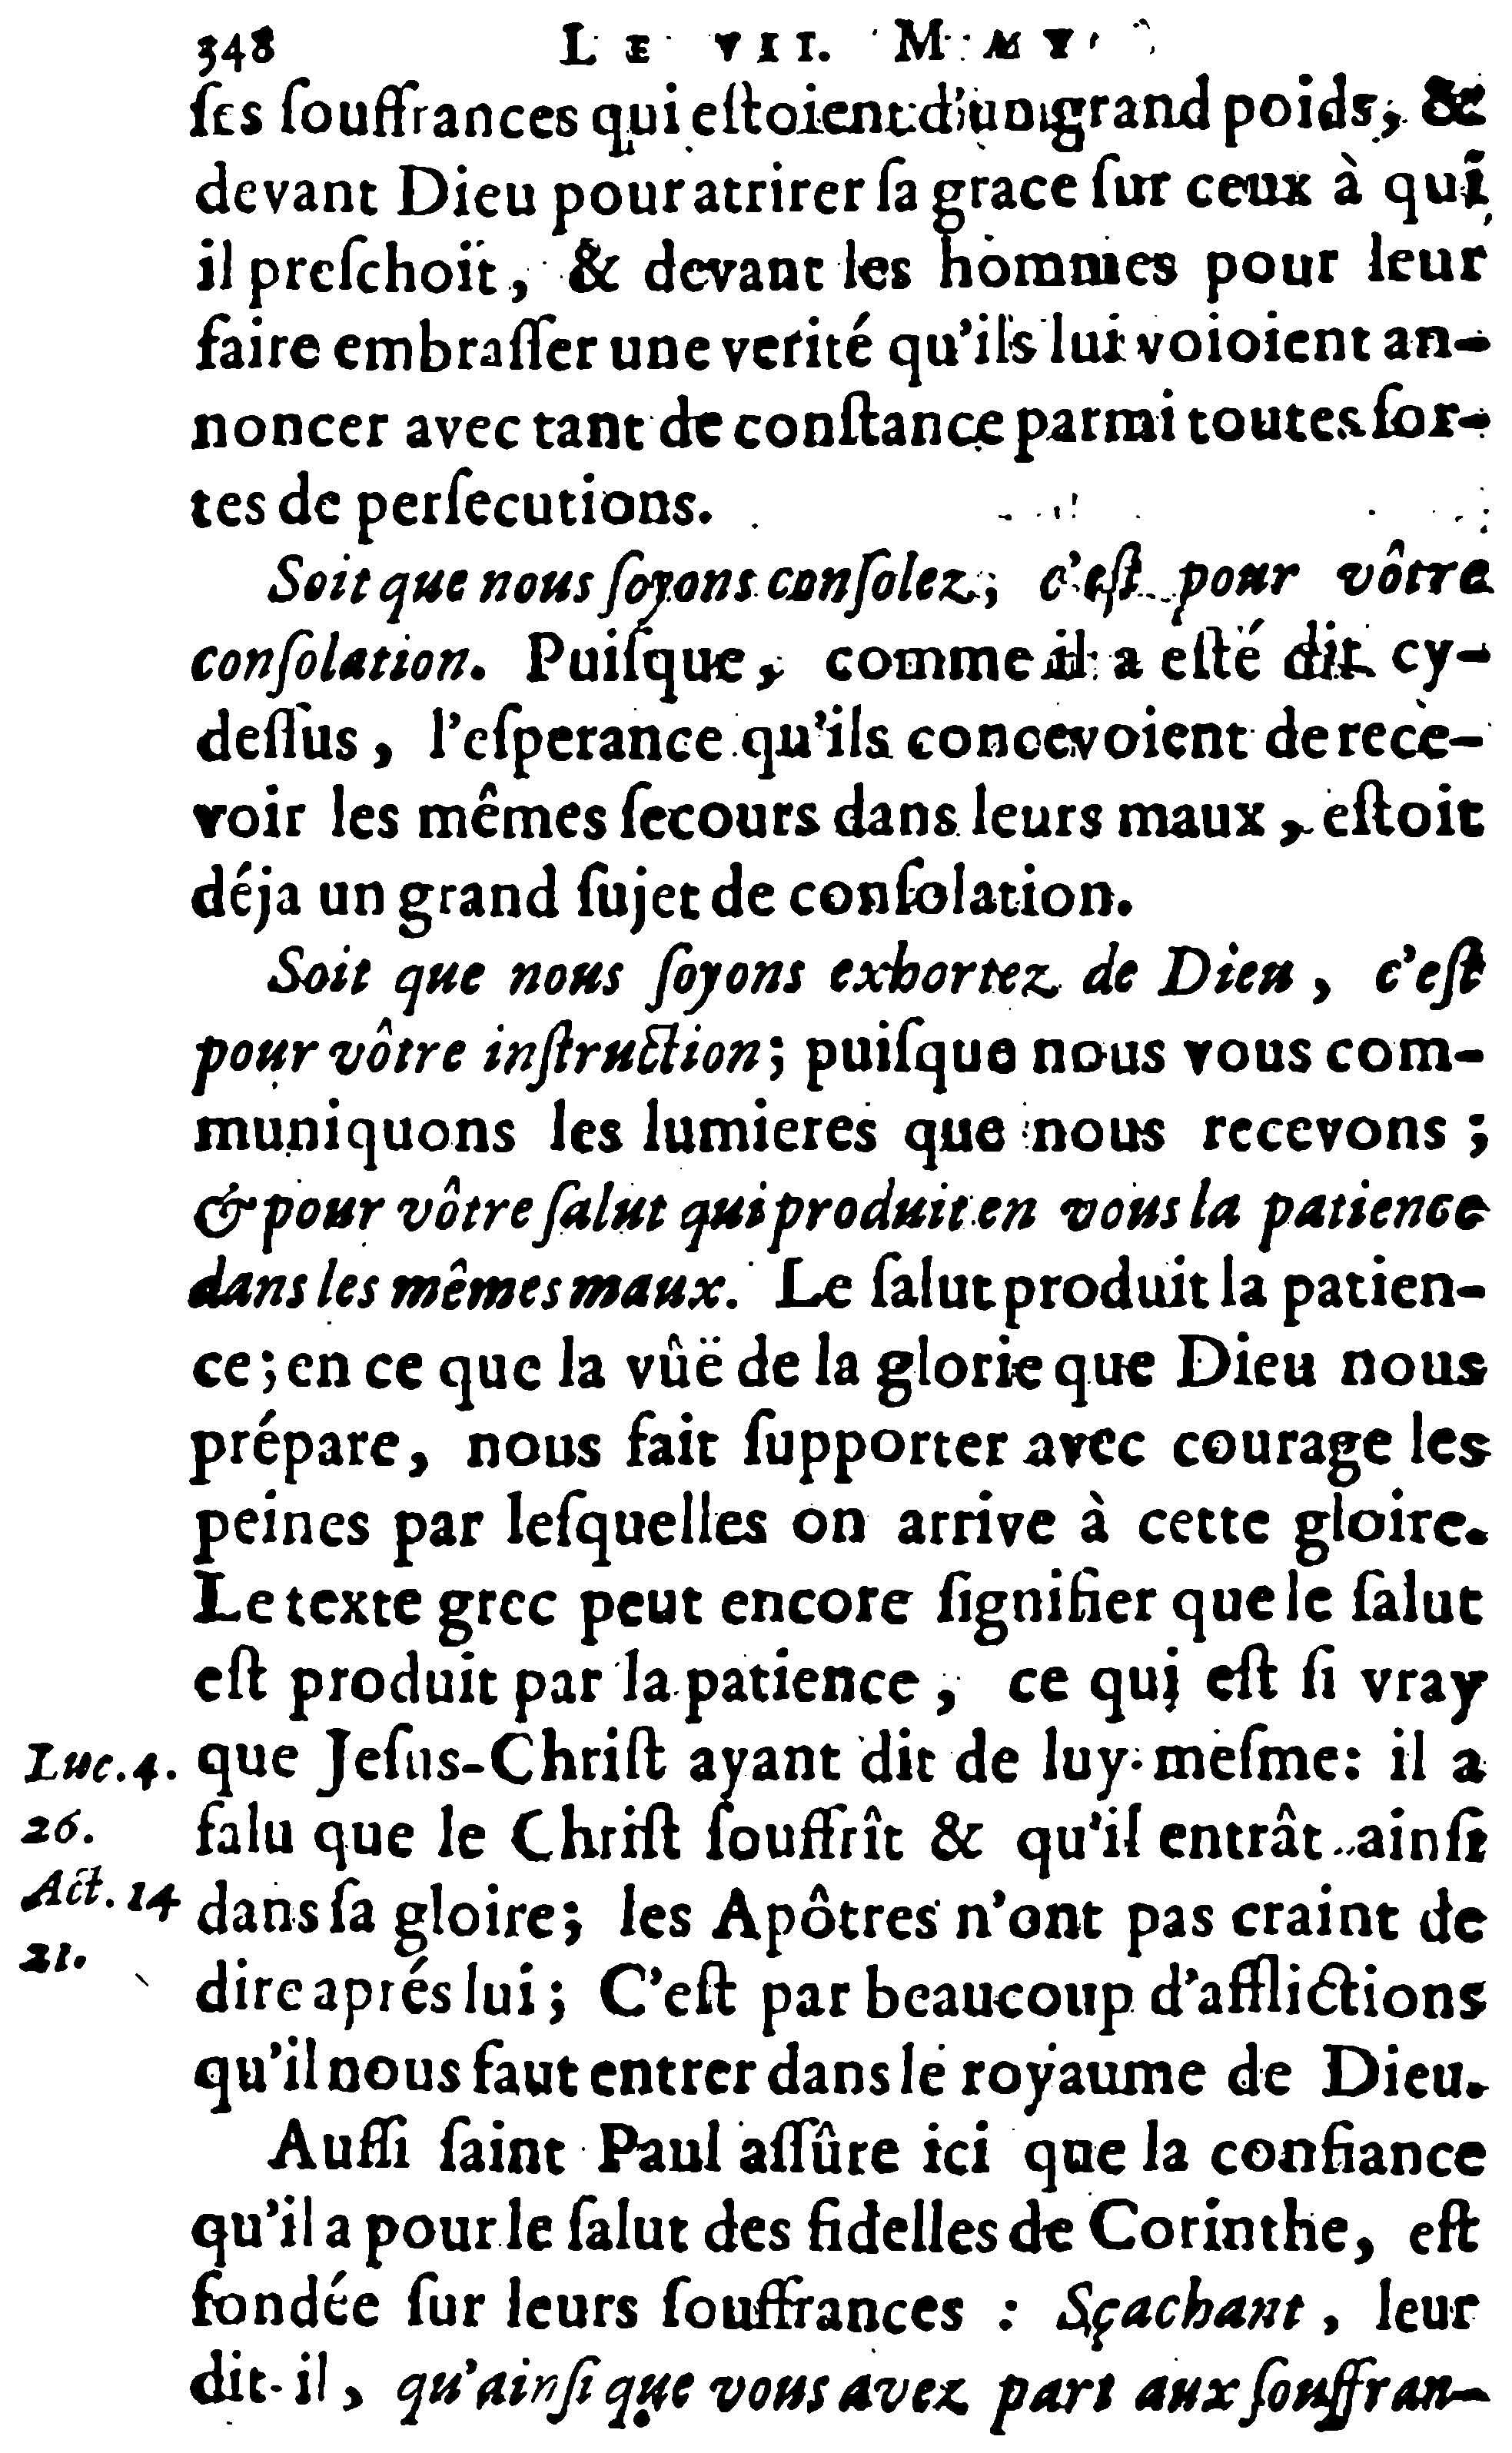 348 LE VII. MAY.
ſes ſouffrances qui eſtoient d'un grand poids, &
devant Dieu pour atrirer ſa grace ſur ceux à qui
il preſchoit, & devant les hommes pour leur
faire embraſſer une verité qu'ils lui voioient an-
noncer avec tant de conſtance parmi toutes ſor-
tes de perſecutions.
Soit que nous ſoyons conſolez, c'eſt pour vôtre
conſolation. Puiſque, comme il a eſté dit cy-
deſſus, l'eſperance qu'ils concevoient de rece-
voir les mêmes ſecours dans leurs maux, eſtoit
déja un grand ſujet de conſolation.
Soit que nous ſoyons exhortez de Dieu, c'eſt
pour vôtre inſtruction; puiſque nous vous com-
muniquons les lumieres que nous recevons;
& pour vôtre ſalut qui produit en vous la patience
dans les mêmes maux. Le ſalut produit la patien-
ce; en ce que la vûë de la glorie que Dieu nous
prépare, nous fait ſupporter avec courage les
peines par leſquelles on arrive à cette gloire.
Le texte grec peut encore ſignifier que le ſalut
eſt produit par la patience, ce qui eſt ſi vray
que Jeſus-Chriſt ayant dit de luy meſme: il a
Luc. 4.
falu que le Chriſt ſouffrît & qu'il entrât ainſi
26.
dans ſa gloire; les Apôtres n'ont pas craint de
Act. 14
dire aprés lui; C'eſt par beaucoup d'afflictions
21.
qu'il nous faut entrer dans le royaume de Dieu.
Auſſi ſaint Paul aſſûre ici que la confiance
qu'il a pour le ſalut des fidelles de Corinthe, eſt
fondée ſur leurs ſouffrances : Sçachant, leur
dit-il, qu'ainſi que vous avez part aux ſouffran-